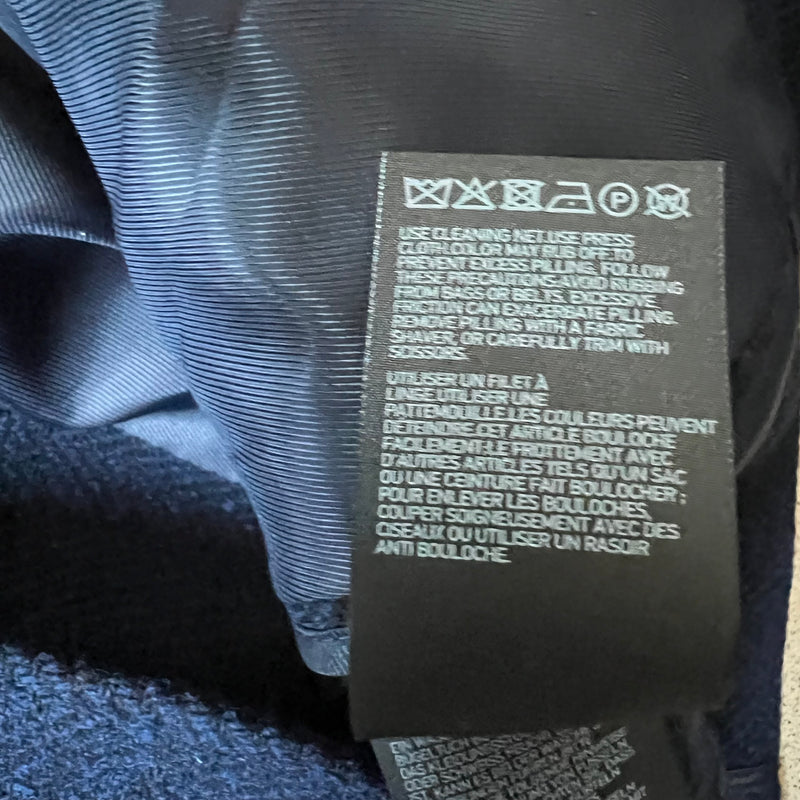 P W
USE CLEANING NET.USE PRESS
CLOTH.COLOR MAY RUB OFF.TO
PREVENT EXCESS PILLING, FOLLOW
THESE PRECAUTIONS:AVOID RUBBING
FROM BAGS OR BELTS. EXCESSIVE
FRICTION CAN EXACERBATE PILLING.
REMOVE PILLING WITH A FABRIC
SHAVER, OR CAREFULLY TRIM WITH
SCISSORS.
UTILISER UN FILET À
LINGE.UTILISER UNE
PATTEMOUILLE.LES COULEURS PEUVENT
DÉTEINDRE.CET ARTICLE BOULOCHE
FACILEMENT.LE FROTTEMENT AVEC
D'AUTRES ARTICLES TELS QU'UN SAC
OU UNE CEINTURE FAIT BOULOCHER ;
POUR ENLEVER LES BOULOCHES,
COUPER SOIGNEUSEMENT AVEC DES
CISEAUX OU UTILISER UN RASOIR
ANTI BOULOCHE.